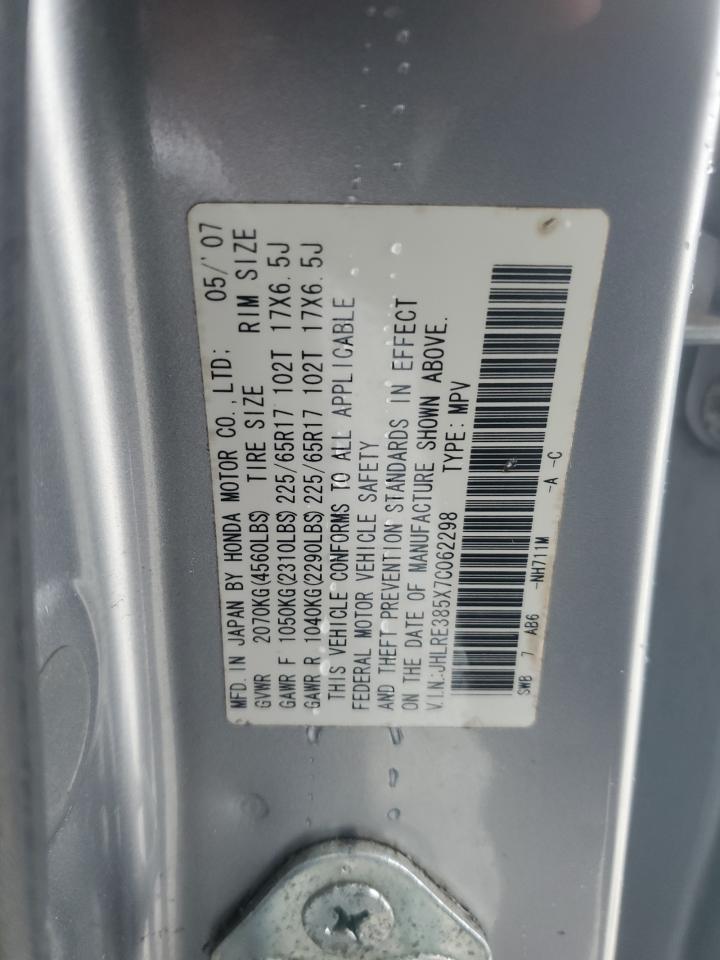 MFD. IN JAPAN BY HONDA MOTOR CO.,LTD; 05/'07
GVWR 2070KG(4560LBS) TIRE SIZE RIM SIZE
GAWR F 1050KG(2310LBS)225/65R17 102T 17X6.5J
GAWR R 1040KG(2290LBS)225/65R17 102T 17X6.5J
THIS VEHICLE CONFORMS TO ALL APPLICABLE
FEDERAL MOTOR VEHICLE SAFETY
AND THEFT PREVENTION STANDARDS IN EFFECT
ON THE DATE OF MANUFACTURE SHOWN ABOVE.
V.I.N.:JHLRE385X7C062298 TYPE: MPV
SWB 7 AB6 -NH711M -A -C